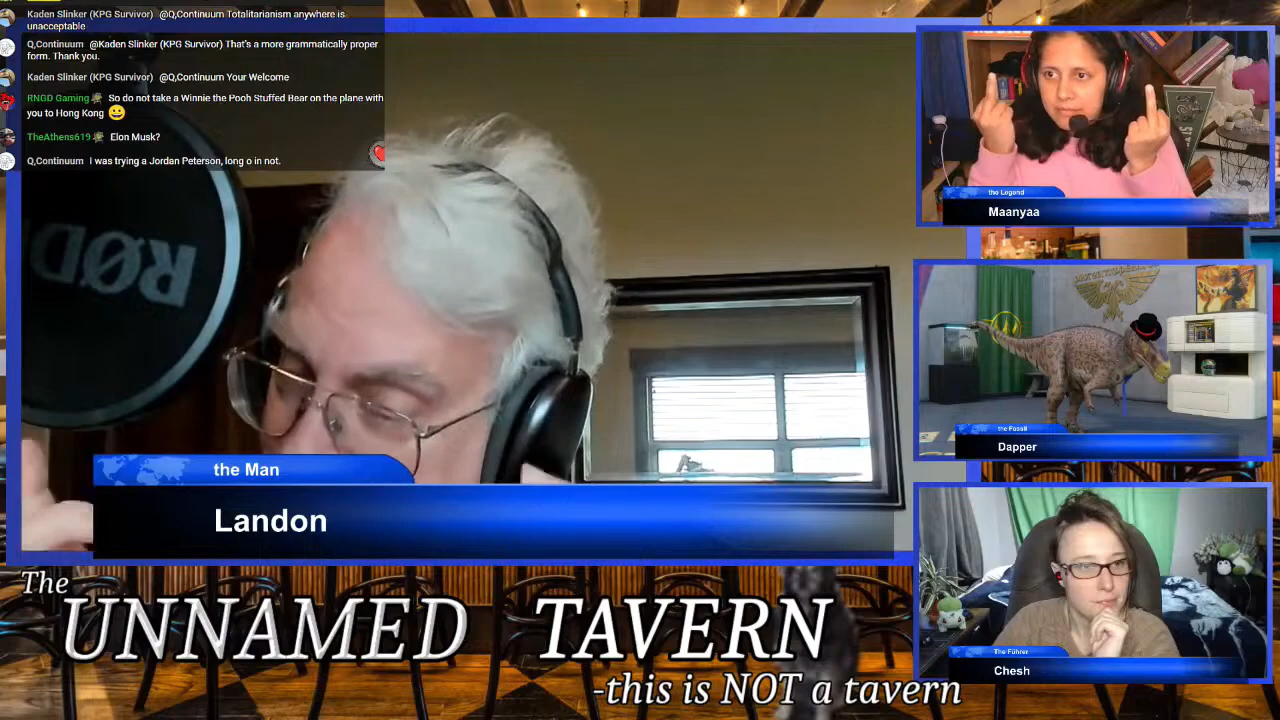 Kaden Slinker (KPG Survivor) @Q,Continuum Totalitarianism anywhere is
unacceptable
Q,Continuum @Kaden Slinker (KPG Survivor) That's a more grammatically proper
form. Thank you.
Kaden Slinker (KPG Survivor) @Q,Continuum Your Welcome
RNGD Gaming So do not take a Winnie the Pooh Stuffed Bear on the plane with
you to Hong Kong 😀
TheAthens619 Elon Musk?
Q,Continuum I was trying a Jordan Peterson, long o in not.
RØD
the Man
Landon
the Legend
Maanyaa
the Fossil
Dapper
The Führer
Chesh
The
UNNAMED TAVERN
-this is NOT a tavern